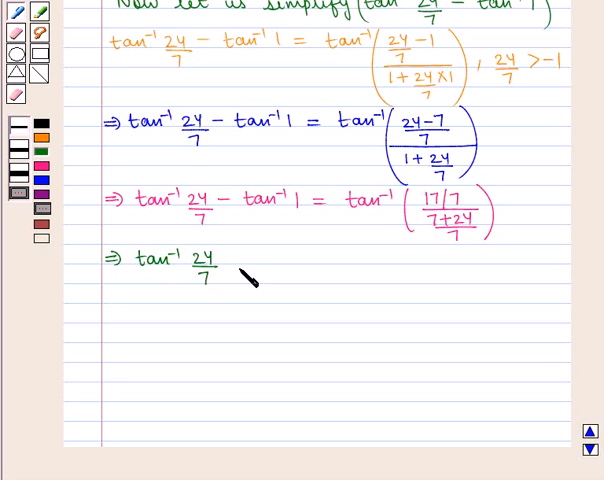 Now let us simplify (tan⁻¹ 24/7 - tan⁻¹ 1)
tan⁻¹ 24/7 - tan⁻¹ 1 = tan⁻¹ ((24/7 - 1)/(1 + 24/7 × 1)), 24/7 > -1
⇒ tan⁻¹ 24/7 - tan⁻¹ 1 = tan⁻¹ (((24-7)/7)/(1 + 24/7))
⇒ tan⁻¹ 24/7 - tan⁻¹ 1 = tan⁻¹ ((17/7)/((7+24)/7))
⇒ tan⁻¹ 24/7